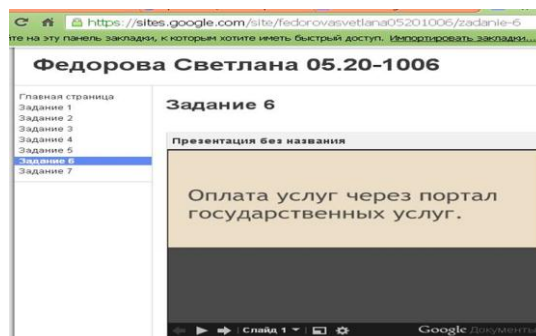 https://sites.google.com/site/fedorovasvetlana05201006/zadanie-6
те на эту панель закладки, к которым хотите иметь быстрый доступ. Импортировать закладки...
Федорова Светлана 05.20-1006
Главная страница
Задание 1
Задание 2
Задание 3
Задание 4
Задание 5
Задание 6
Задание 7
Задание 6
Презентация без названия
Оплата услуг через портал
государственных услуг.
Слайд 1
Google Документы